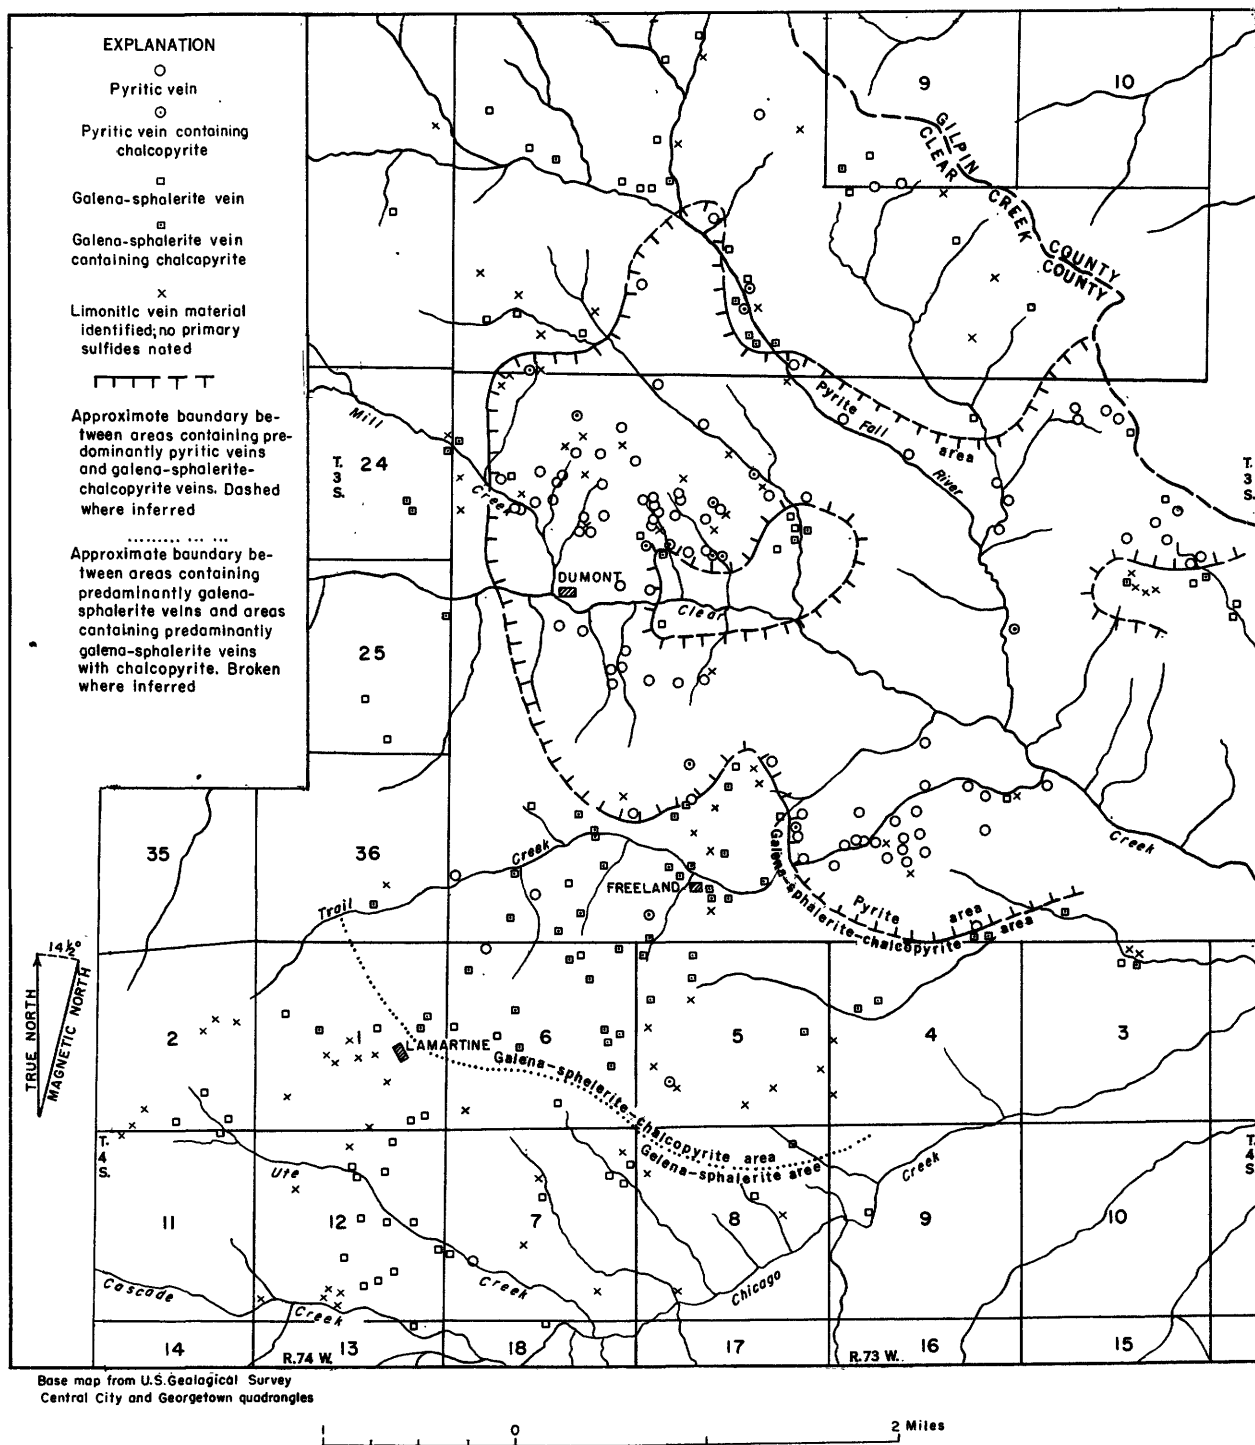 EXPLANATION
Pyritic vein
Pyritic vein containing
chalcopyrite
Galena-sphalerite vein
Galena-sphalerite vein
containing chalcopyrite
Limonitic vein material
identified; no primary
sulfides noted
Approximate boundary be-
tween areas containing pre-
dominantly pyritic veins
and galena-sphalerite-
chalcopyrite veins. Dashed
where inferred
Approximate boundary be-
tween areas containing
predominantly galena-
sphalerite veins and areas
containing predominantly
galena-sphalerite veins
with chalcopyrite. Broken
where inferred
9
10
GILPIN COUNTY
CLEAR CREEK COUNTY
Mill
Creek
T.
3
S.
24
Pyrite area
Fall
River
T.
3
S.
DUMONT
Clear
25
35
36
Creek
Trail
FREELAND
Creek
Pyrite area
Galena-sphalerite-chalcopyrite area
14½°
TRUE NORTH
MAGNETIC NORTH
2
1
LAMARTINE
6
5
4
3
Galena-sphelerite-chalcopyrite area
Gelena-sphalerite area
T.
4
S.
Creek
T.
4
S.
Ute
11
12
7
8
9
10
Cascade
Creek
Creek
Chicago
14
13
18
17
16
15
R.74 W.
R.73 W.
Base map from U.S. Geological Survey
Central City and Georgetown quadrangles
1 0 2 Miles